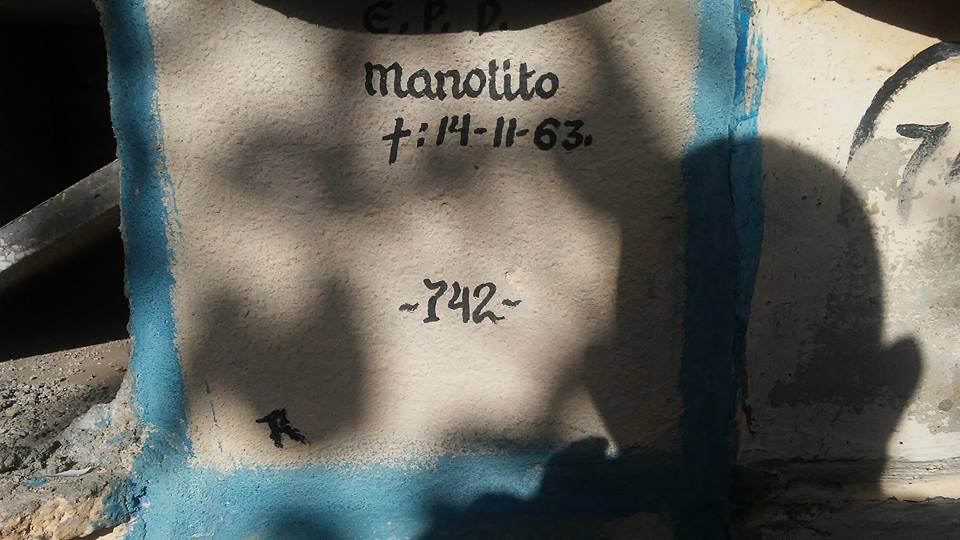 E. P. D.
Manolito
†: 14-11-63.
-742-
R